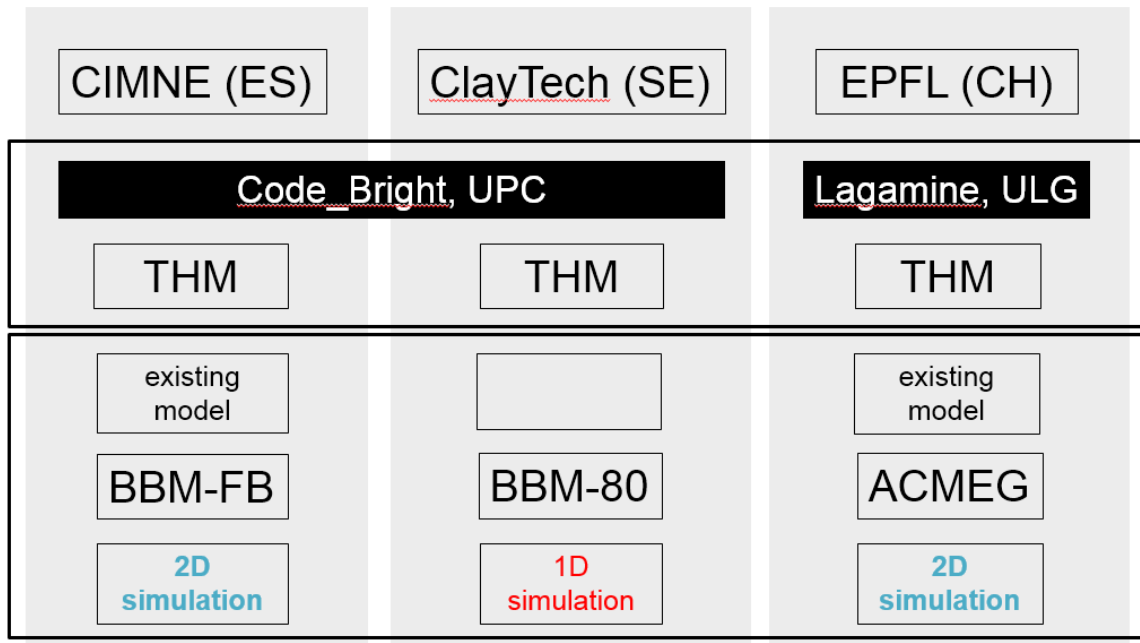 CIMNE (ES)
ClayTech (SE)
EPFL (CH)
Code_Bright, UPC
Lagamine, ULG
THM
THM
THM
existing
model
existing
model
BBM-FB
BBM-80
ACMEG
2D
simulation
1D
simulation
2D
simulation